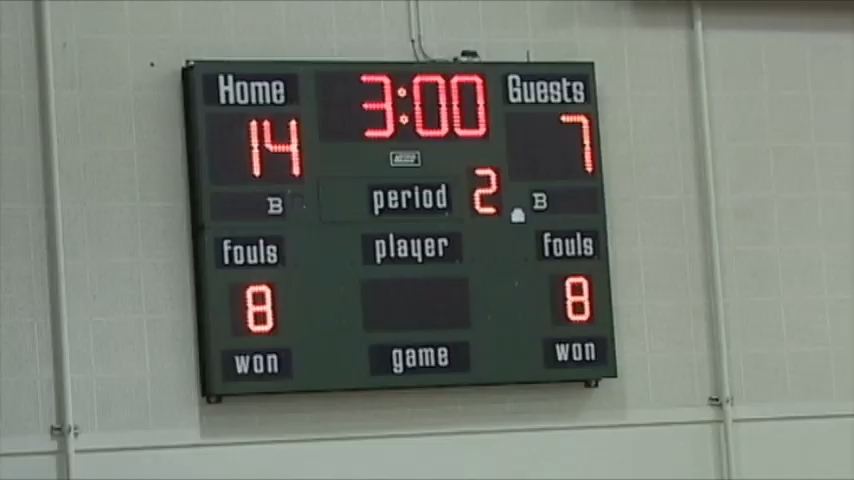 Home 3:00 Guests
14 7
period 2
B B
fouls player fouls
8 8
won game won